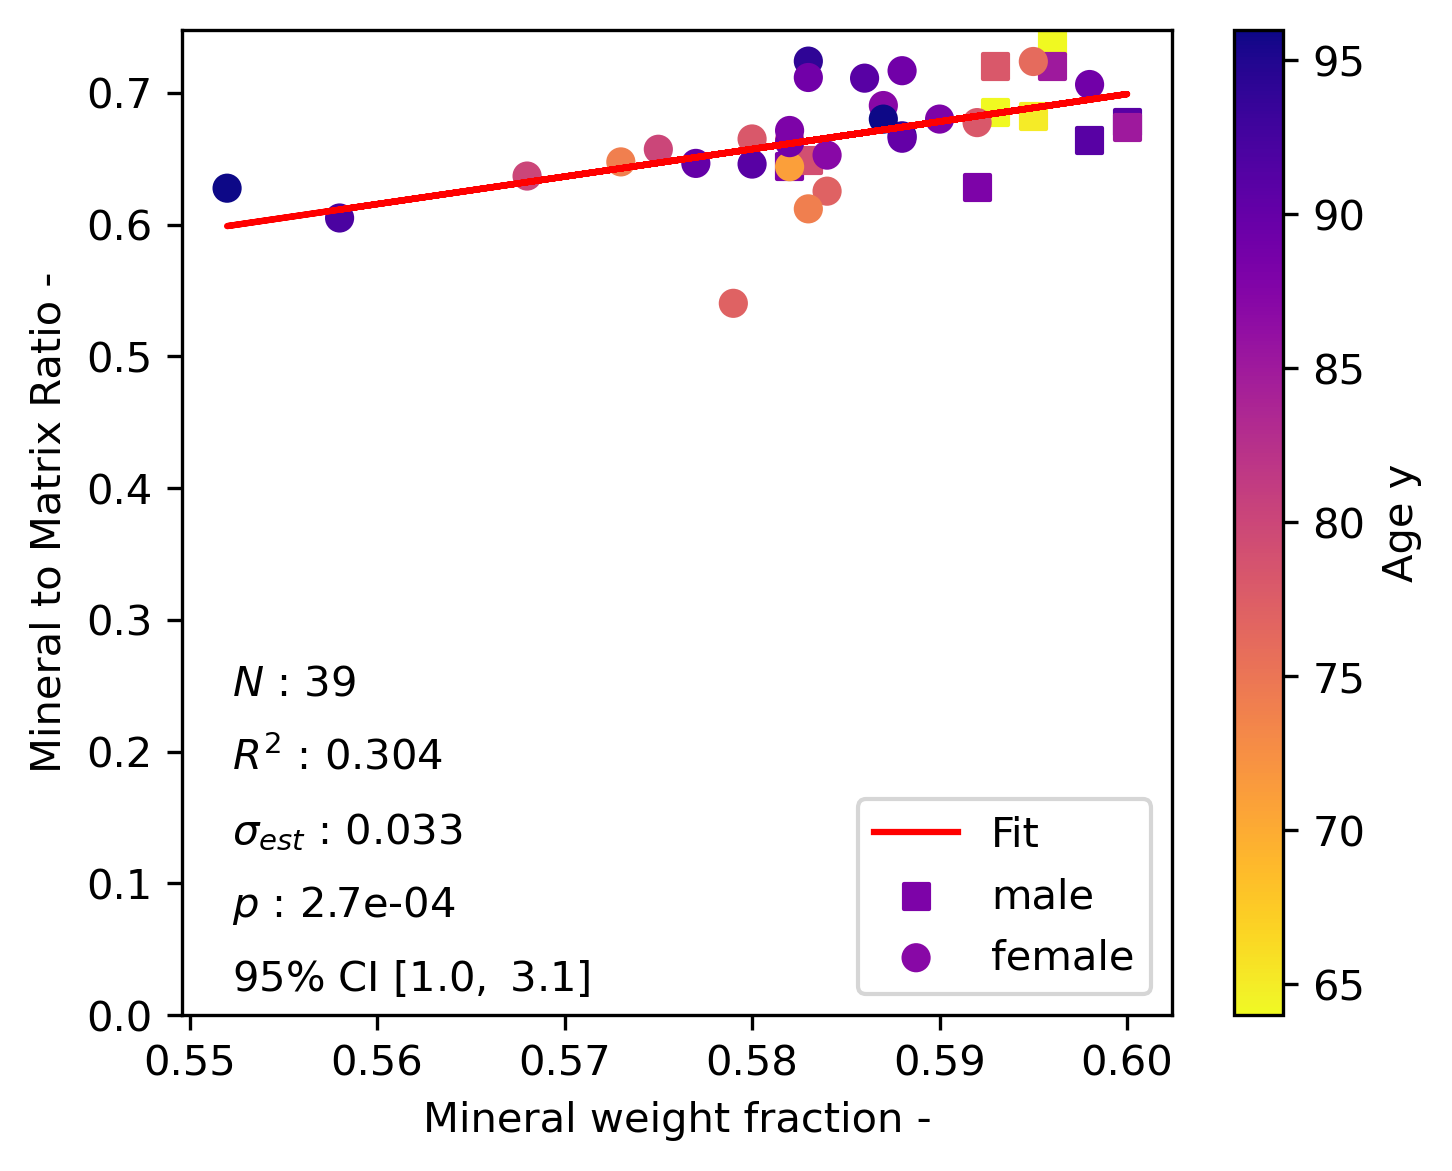 Mineral to Matrix Ratio -
0.7
0.6
0.5
0.4
0.3
0.2
0.1
0.0
N : 39
R² : 0.304
σest : 0.033
p : 2.7e-04
95% CI [1.0, 3.1]
Fit
male
female
0.55 0.56 0.57 0.58 0.59 0.60
Mineral weight fraction -
95
90
85
80
75
70
65
Age y